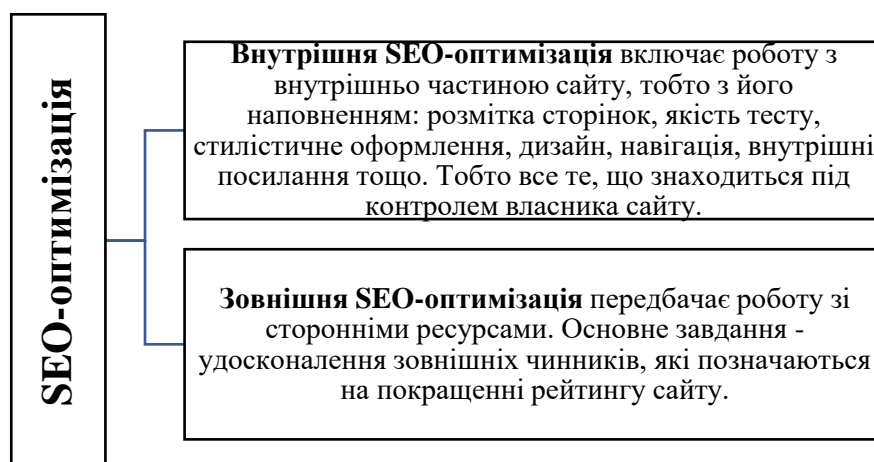 SEO-оптимізація
Внутрішня SEO-оптимізація включає роботу з
внутрішньо частиною сайту, тобто з його
наповненням: розмітка сторінок, якість тесту,
стилістичне оформлення, дизайн, навігація, внутрішні
посилання тощо. Тобто все те, що знаходиться під
контролем власника сайту.
Зовнішня SEO-оптимізація передбачає роботу зі
сторонніми ресурсами. Основне завдання -
удосконалення зовнішніх чинників, які позначаються
на покращенні рейтингу сайту.